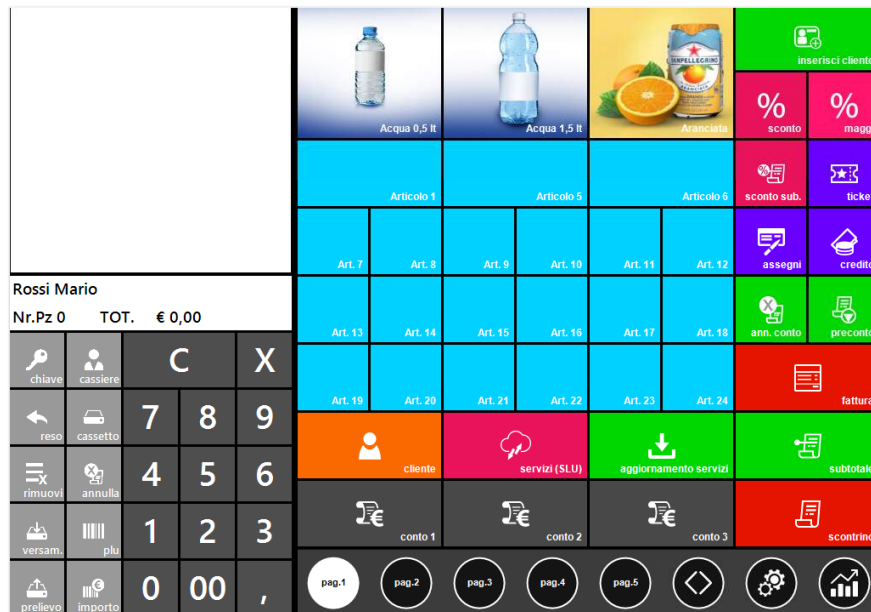 Rossi Mario
Nr.Pz 0 TOT. € 0,00
chiave
cassiere
C
X
reso
cassetto
7
8
9
rimuovi
annulla
4
5
6
versam.
plu
1
2
3
prelievo
importo
0
00
,
Acqua 0,5 lt
Acqua 1,5 lt
SANPELLEGRINO
Aranciata
Articolo 1
Articolo 5
Articolo 6
Art. 7
Art. 8
Art. 9
Art. 10
Art. 11
Art. 12
Art. 13
Art. 14
Art. 15
Art. 16
Art. 17
Art. 18
Art. 19
Art. 20
Art. 21
Art. 22
Art. 23
Art. 24
cliente
servizi (SLU)
aggiornamento servizi
conto 1
conto 2
conto 3
inserisci cliente
%
sconto
%
magg
sconto sub.
ticket
assegni
credito
ann. conto
preconto
fattura
subtotale
scontrino
pag.1
pag.2
pag.3
pag.4
pag.5